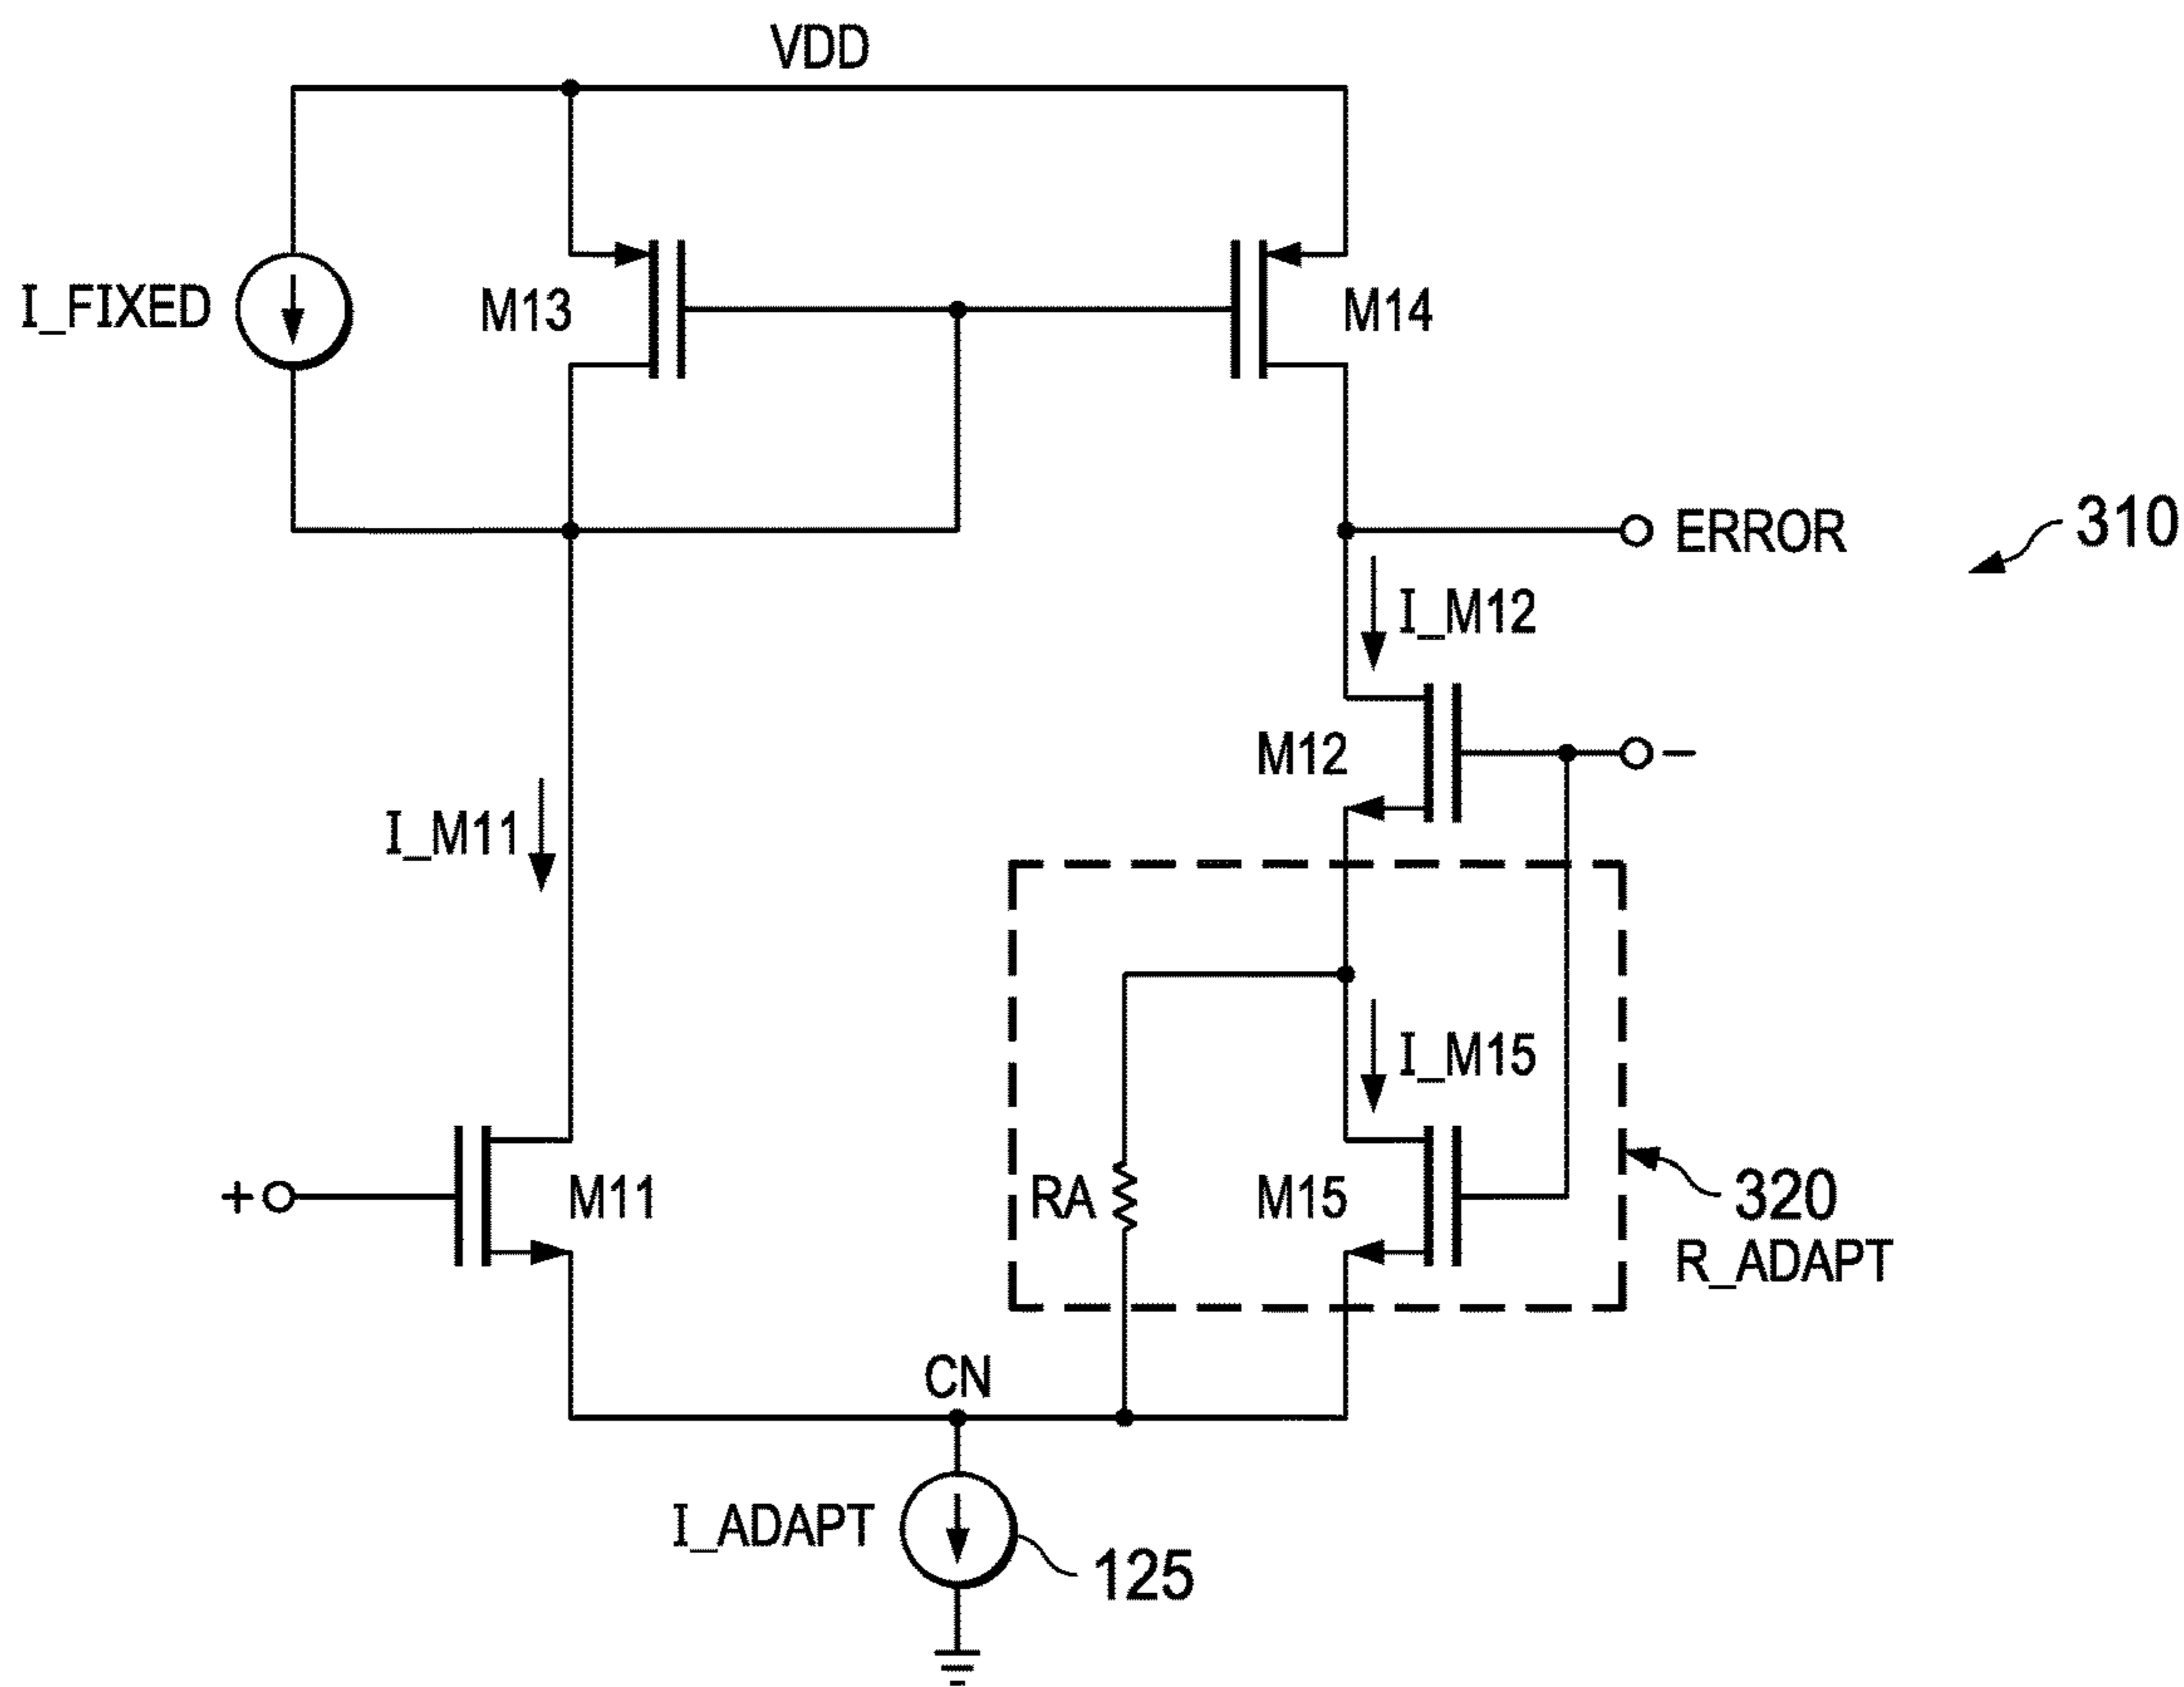 VDD
I_FIXED
M13
M14
ERROR
310
I_M12
M12
−
I_M11
I_M15
+
M11
RA
M15
320
R_ADAPT
CN
I_ADAPT
125